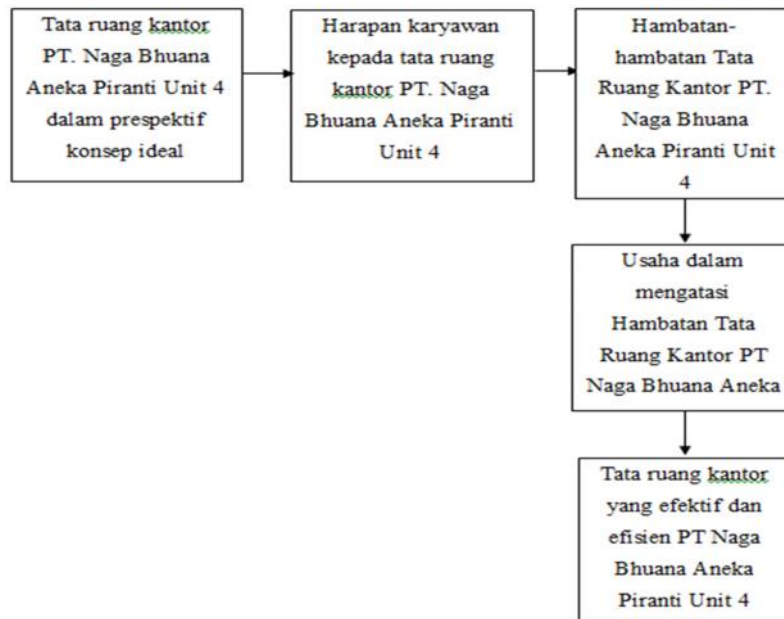 Tata ruang kantor
PT. Naga Bhuana
Aneka Piranti Unit 4
dalam prespektif
konsep ideal
Harapan karyawan
kepada tata ruang
kantor PT. Naga
Bhuana Aneka Piranti
Unit 4
Hambatan-
hambatan Tata
Ruang Kantor PT.
Naga Bhuana
Aneka Piranti Unit
4
Usaha dalam
mengatasi
Hambatan Tata
Ruang Kantor PT
Naga Bhuana Aneka
Tata ruang kantor
yang efektif dan
efisien PT Naga
Bhuana Aneka
Piranti Unit 4